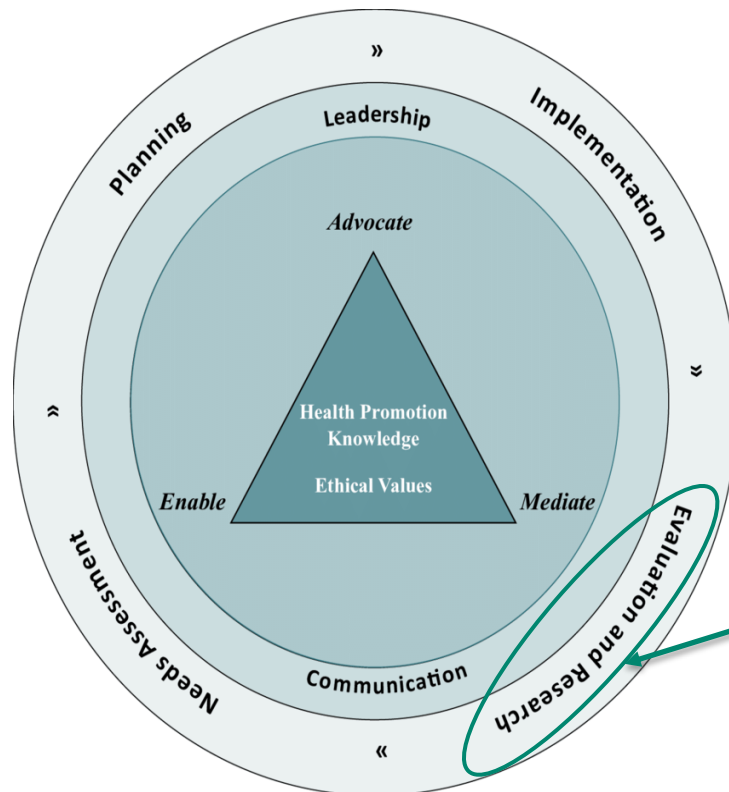 »
Planning
Implementation
Leadership
Advocate
»
»
Health Promotion
Knowledge
Ethical Values
Enable
Mediate
Needs Assessment
Evaluation and Research
Communication
»